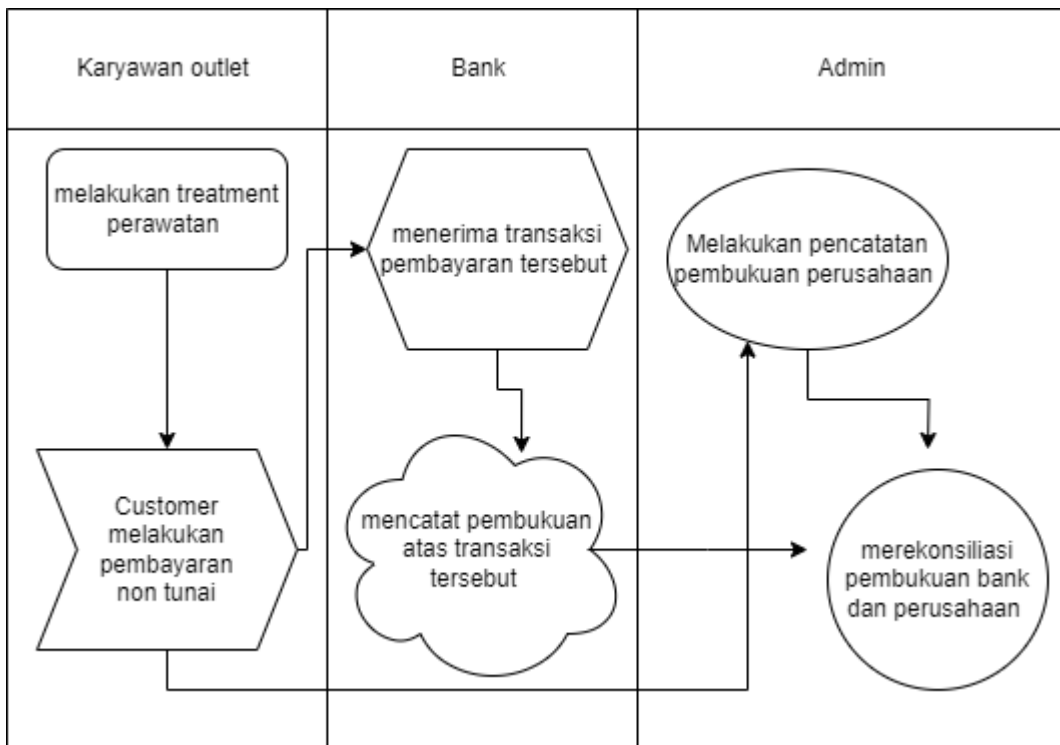 Karyawan outlet
Bank
Admin
melakukan treatment
perawatan
menerima transaksi
pembayaran tersebut
Melakukan pencatatan
pembukuan perusahaan
Customer
melakukan
pembayaran
non tunai
mencatat pembukuan
atas transaksi
tersebut
merekonsiliasi
pembukuan bank
dan perusahaan